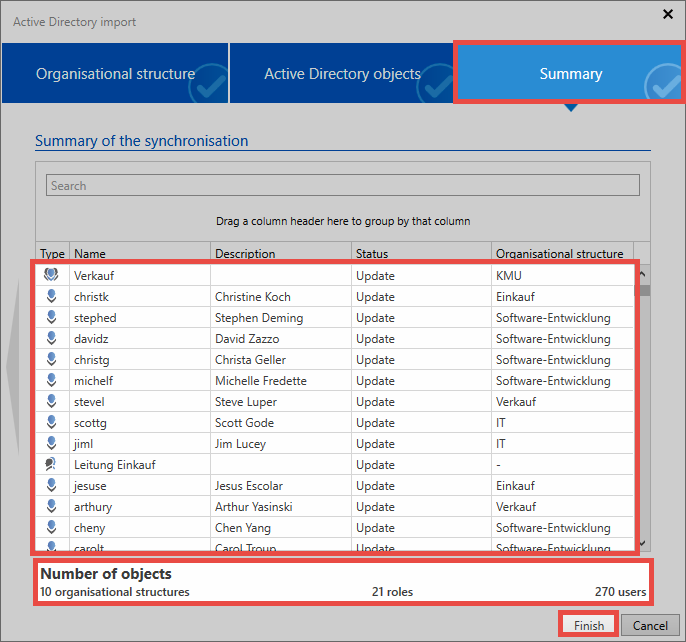 Active Directory import
Organisational structure Active Directory objects Summary
Summary of the synchronisation
Search
Drag a column header here to group by that column
Type Name Description Status Organisational structure
Verkauf Update KMU
christk Christine Koch Update Einkauf
stephed Stephen Deming Update Software-Entwicklung
davidz David Zazzo Update Software-Entwicklung
christg Christa Geller Update Software-Entwicklung
michelf Michelle Fredette Update Software-Entwicklung
stevel Steve Luper Update Verkauf
scottg Scott Gode Update IT
jiml Jim Lucey Update IT
Leitung Einkauf Update -
jesuse Jesus Escolar Update Einkauf
arthury Arthur Yasinski Update Verkauf
cheny Chen Yang Update Software-Entwicklung
carolt Carol Troup Update Software-Entwicklung
Number of objects
10 organisational structures 21 roles 270 users
Finish Cancel